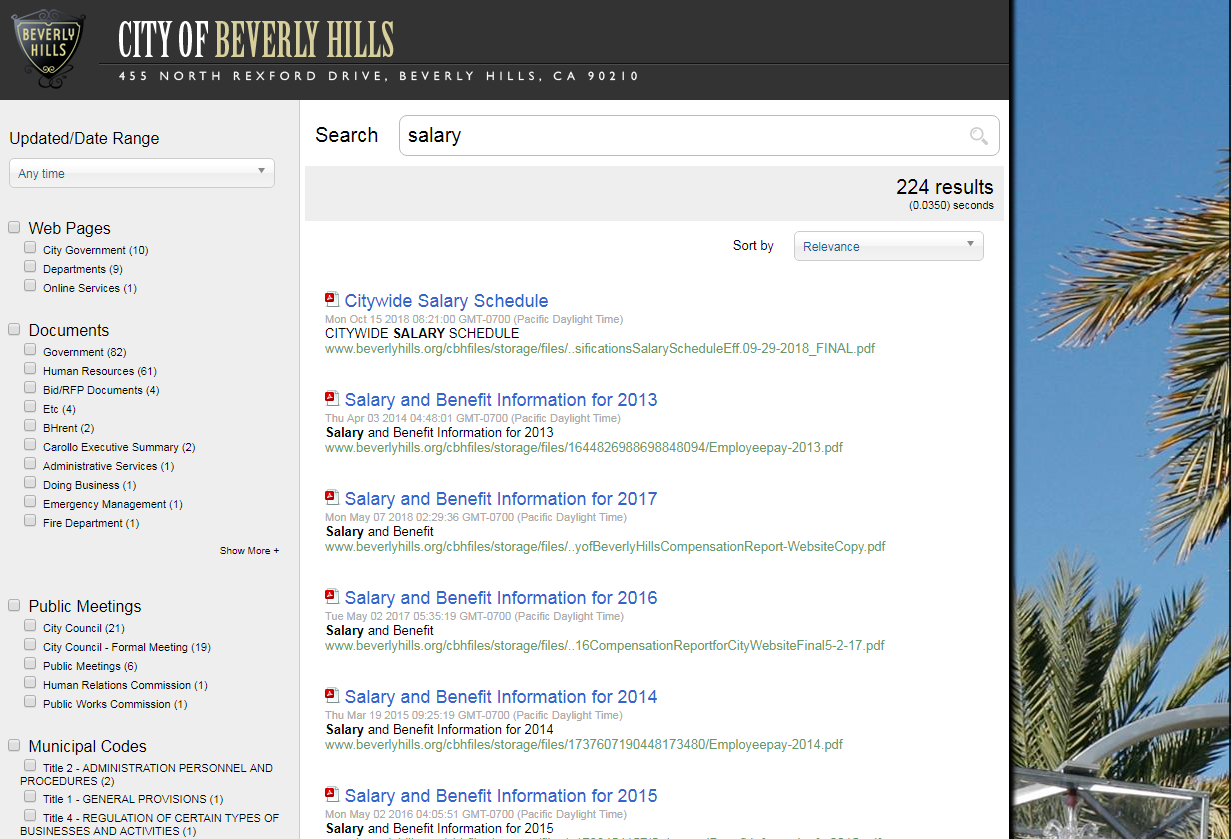 BEVERLY
HILLS
CITY OF BEVERLY HILLS
455 NORTH REXFORD DRIVE, BEVERLY HILLS, CA 90210
Updated/Date Range
Any time
Web Pages
City Government (10)
Departments (9)
Online Services (1)
Documents
Government (82)
Human Resources (61)
Bid/RFP Documents (4)
Etc (4)
BHrent (2)
Carollo Executive Summary (2)
Administrative Services (1)
Doing Business (1)
Emergency Management (1)
Fire Department (1)
Show More +
Public Meetings
City Council (21)
City Council - Formal Meeting (19)
Public Meetings (6)
Human Relations Commission (1)
Public Works Commission (1)
Municipal Codes
Title 2 - ADMINISTRATION PERSONNEL AND
PROCEDURES (2)
Title 1 - GENERAL PROVISIONS (1)
Title 4 - REGULATION OF CERTAIN TYPES OF
BUSINESSES AND ACTIVITIES (1)
Search salary
224 results
(0.0350) seconds
Sort by Relevance
Citywide Salary Schedule
Mon Oct 15 2018 08:21:00 GMT-0700 (Pacific Daylight Time)
CITYWIDE SALARY SCHEDULE
www.beverlyhills.org/cbhfiles/storage/files/..sificationsSalaryScheduleEff.09-29-2018_FINAL.pdf
Salary and Benefit Information for 2013
Thu Apr 03 2014 04:48:01 GMT-0700 (Pacific Daylight Time)
Salary and Benefit Information for 2013
www.beverlyhills.org/cbhfiles/storage/files/1644826988698848094/Employeepay-2013.pdf
Salary and Benefit Information for 2017
Mon May 07 2018 02:29:36 GMT-0700 (Pacific Daylight Time)
Salary and Benefit
www.beverlyhills.org/cbhfiles/storage/files/..yofBeverlyHillsCompensationReport-WebsiteCopy.pdf
Salary and Benefit Information for 2016
Tue May 02 2017 05:35:19 GMT-0700 (Pacific Daylight Time)
Salary and Benefit
www.beverlyhills.org/cbhfiles/storage/files/..16CompensationReportforCityWebsiteFinal5-2-17.pdf
Salary and Benefit Information for 2014
Thu Mar 19 2015 09:25:19 GMT-0700 (Pacific Daylight Time)
Salary and Benefit Information for 2014
www.beverlyhills.org/cbhfiles/storage/files/1737607190448173480/Employeepay-2014.pdf
Salary and Benefit Information for 2015
Mon May 02 2016 04:05:51 GMT-0700 (Pacific Daylight Time)
Salary and Benefit Information for 2015